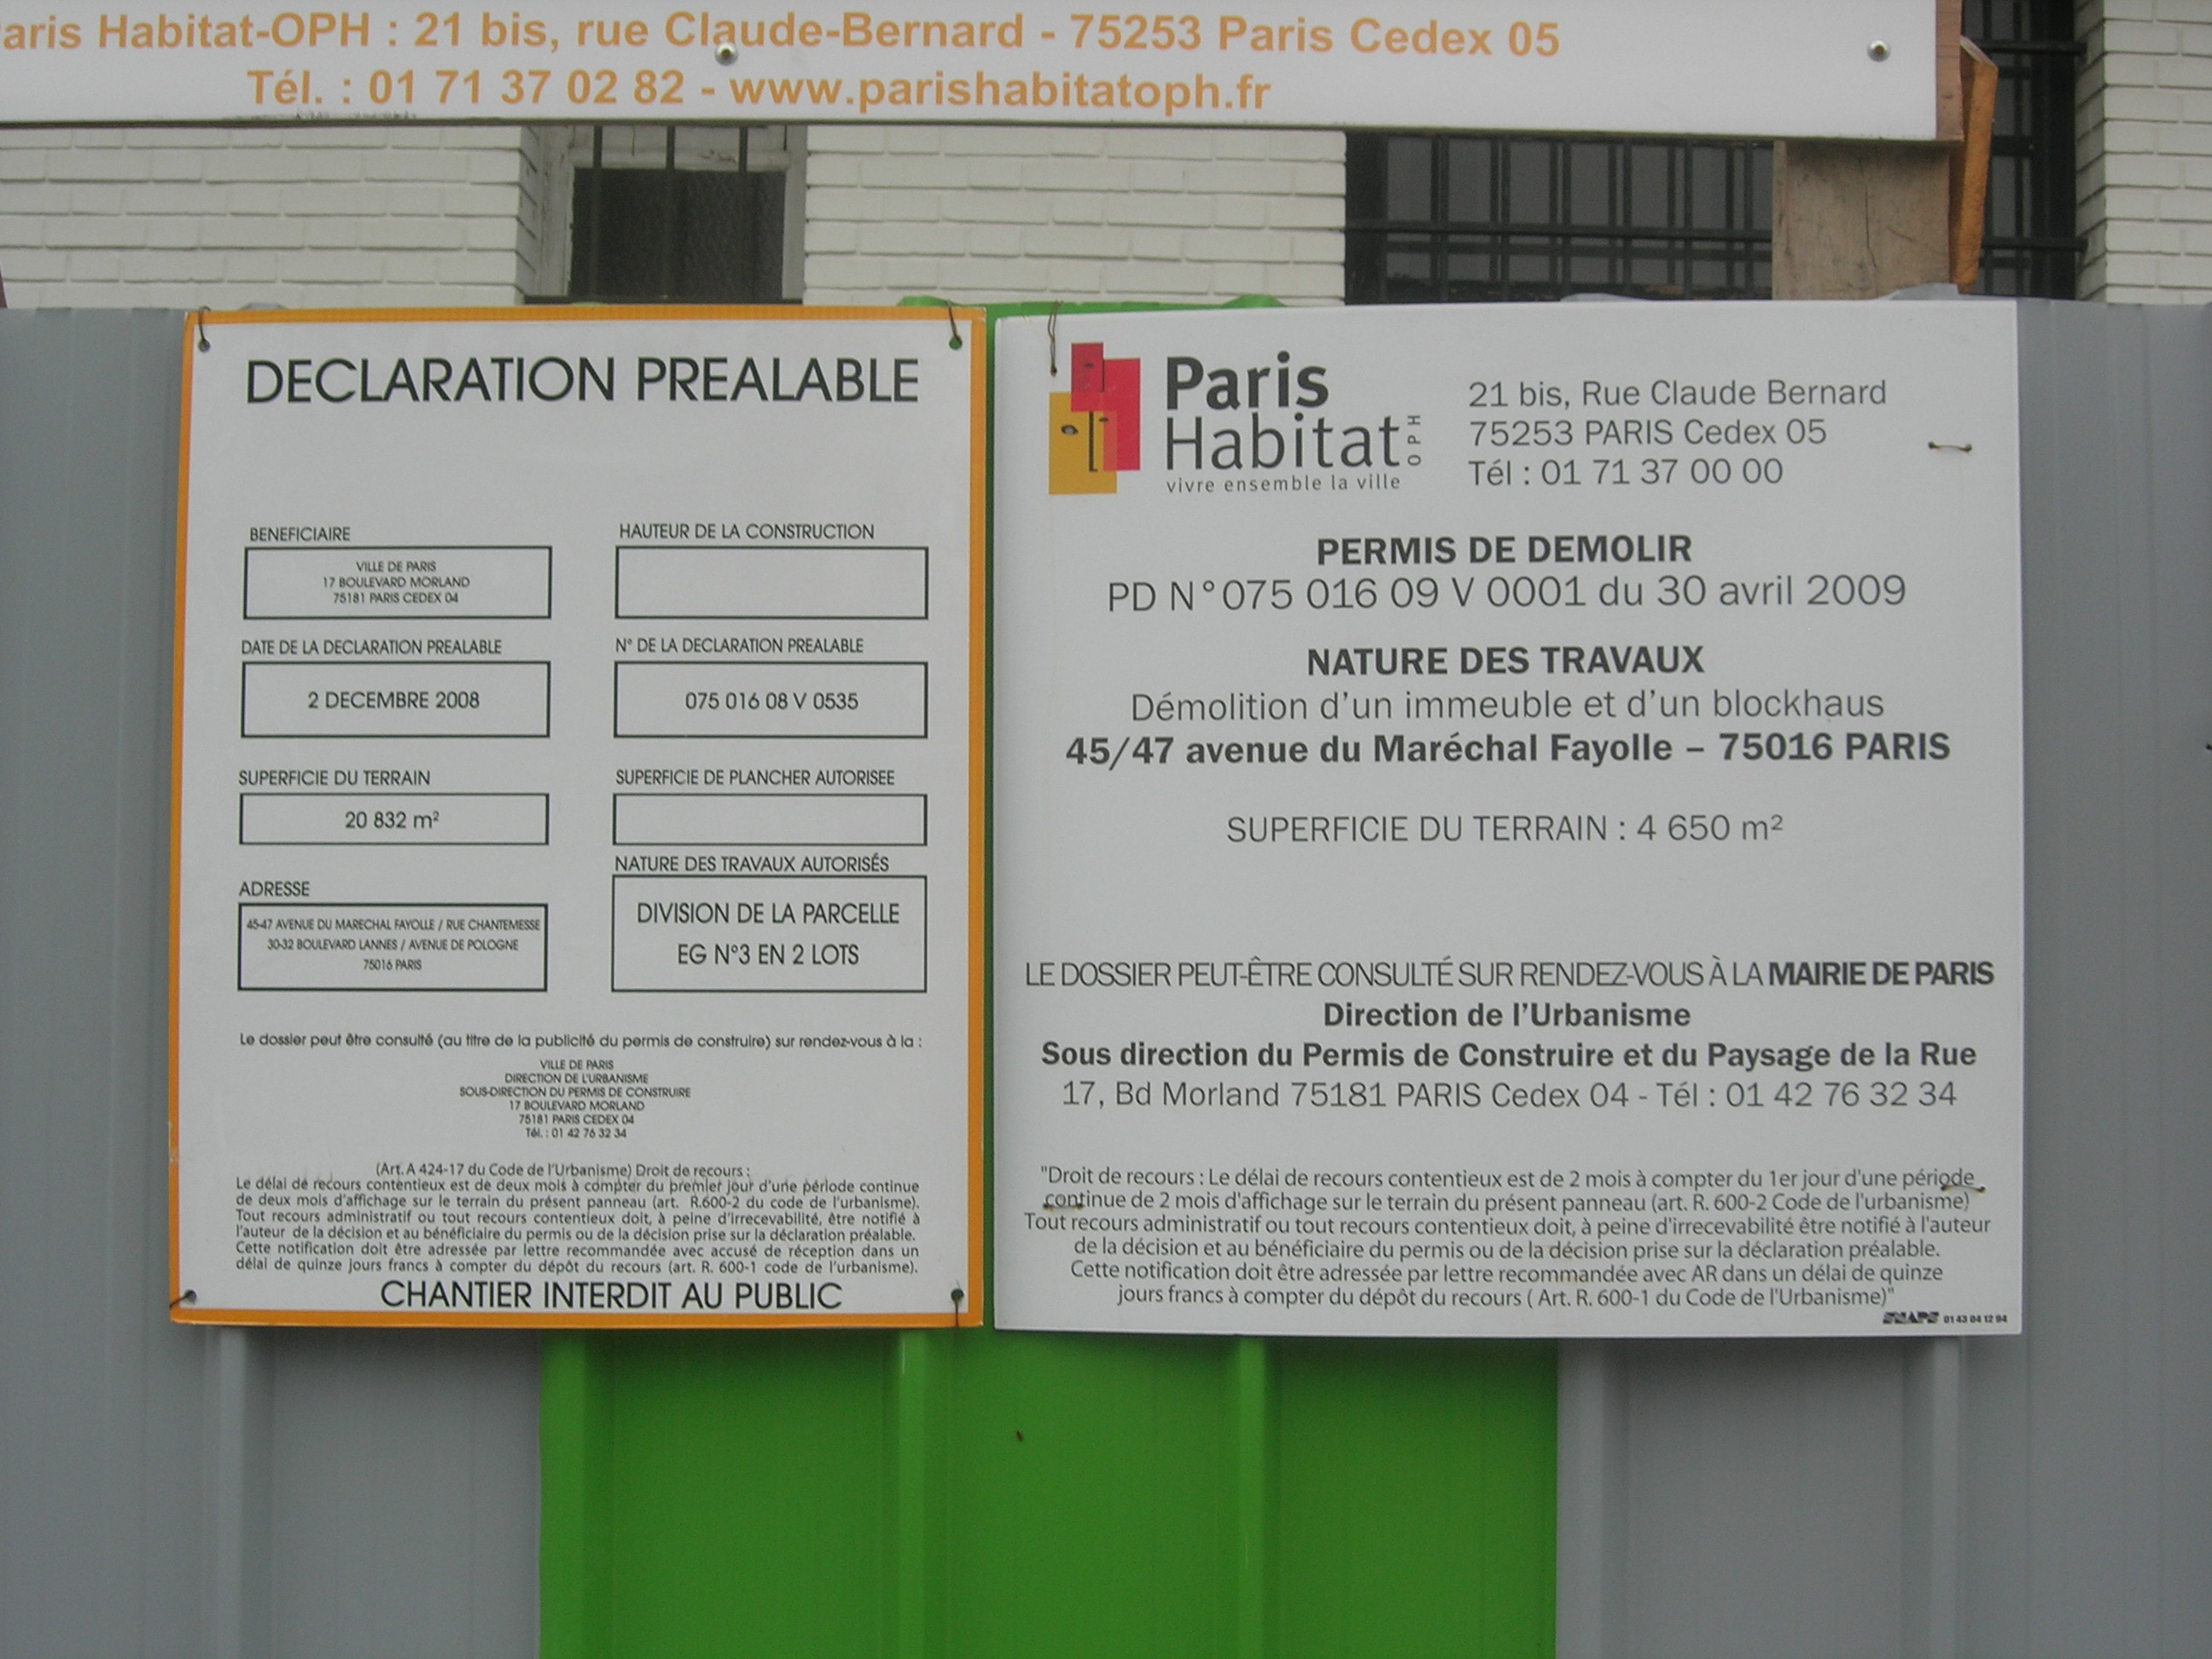 aris Habitat-OPH : 21 bis, rue Claude-Bernard - 75253 Paris Cedex 05
Tél. : 01 71 37 02 82 - www.parishabitatoph.fr
DECLARATION PREALABLE
BENEFICIAIRE
VILLE DE PARIS
17 BOULEVARD MORLAND
75181 PARIS CEDEX 04
HAUTEUR DE LA CONSTRUCTION
DATE DE LA DECLARATION PREALABLE
2 DECEMBRE 2008
N° DE LA DECLARATION PREALABLE
075 016 08 V 0535
SUPERFICIE DU TERRAIN
20 832 m²
SUPERFICIE DE PLANCHER AUTORISEE
ADRESSE
45-47 AVENUE DU MARECHAL FAYOLLE / RUE CHANTEMESSE
30-32 BOULEVARD LANNES / AVENUE DE POLOGNE
75016 PARIS
NATURE DES TRAVAUX AUTORISÉS
DIVISION DE LA PARCELLE
EG N°3 EN 2 LOTS
Le dossier peut être consulté (au titre de la publicité du permis de construire) sur rendez-vous à la :
VILLE DE PARIS
DIRECTION DE L'URBANISME
SOUS-DIRECTION DU PERMIS DE CONSTRUIRE
17 BOULEVARD MORLAND
75181 PARIS CEDEX 04
Tél. : 01 42 76 32 34
(Art. A 424-17 du Code de l'Urbanisme) Droit de recours :
Le délai de recours contentieux est de deux mois à compter du premier jour d'une période continue
de deux mois d'affichage sur le terrain du présent panneau (art. R.600-2 du code de l'urbanisme).
Tout recours administratif ou tout recours contentieux doit, à peine d'irrecevabilité, être notifié à
l'auteur de la décision et au bénéficiaire du permis ou de la décision prise sur la déclaration préalable.
Cette notification doit être adressée par lettre recommandée avec accusé de réception dans un
délai de quinze jours francs à compter du dépôt du recours (art. R. 600-1 code de l'urbanisme).
CHANTIER INTERDIT AU PUBLIC
Paris
Habitat OPH
vivre ensemble la ville
21 bis, Rue Claude Bernard
75253 PARIS Cedex 05
Tél : 01 71 37 00 00
PERMIS DE DEMOLIR
PD N° 075 016 09 V 0001 du 30 avril 2009
NATURE DES TRAVAUX
Démolition d'un immeuble et d'un blockhaus
45/47 avenue du Maréchal Fayolle – 75016 PARIS
SUPERFICIE DU TERRAIN : 4 650 m²
LE DOSSIER PEUT-ÊTRE CONSULTÉ SUR RENDEZ-VOUS À LA MAIRIE DE PARIS
Direction de l'Urbanisme
Sous direction du Permis de Construire et du Paysage de la Rue
17, Bd Morland 75181 PARIS Cedex 04 - Tél : 01 42 76 32 34
"Droit de recours : Le délai de recours contentieux est de 2 mois à compter du 1er jour d'une période
continue de 2 mois d'affichage sur le terrain du présent panneau (art. R. 600-2 Code de l'urbanisme)
Tout recours administratif ou tout recours contentieux doit, à peine d'irrecevabilité être notifié à l'auteur
de la décision et au bénéficiaire du permis ou de la décision prise sur la déclaration préalable.
Cette notification doit être adressée par lettre recommandée avec AR dans un délai de quinze
jours francs à compter du dépôt du recours ( Art. R. 600-1 du Code de l'Urbanisme)"
01 43 04 12 94